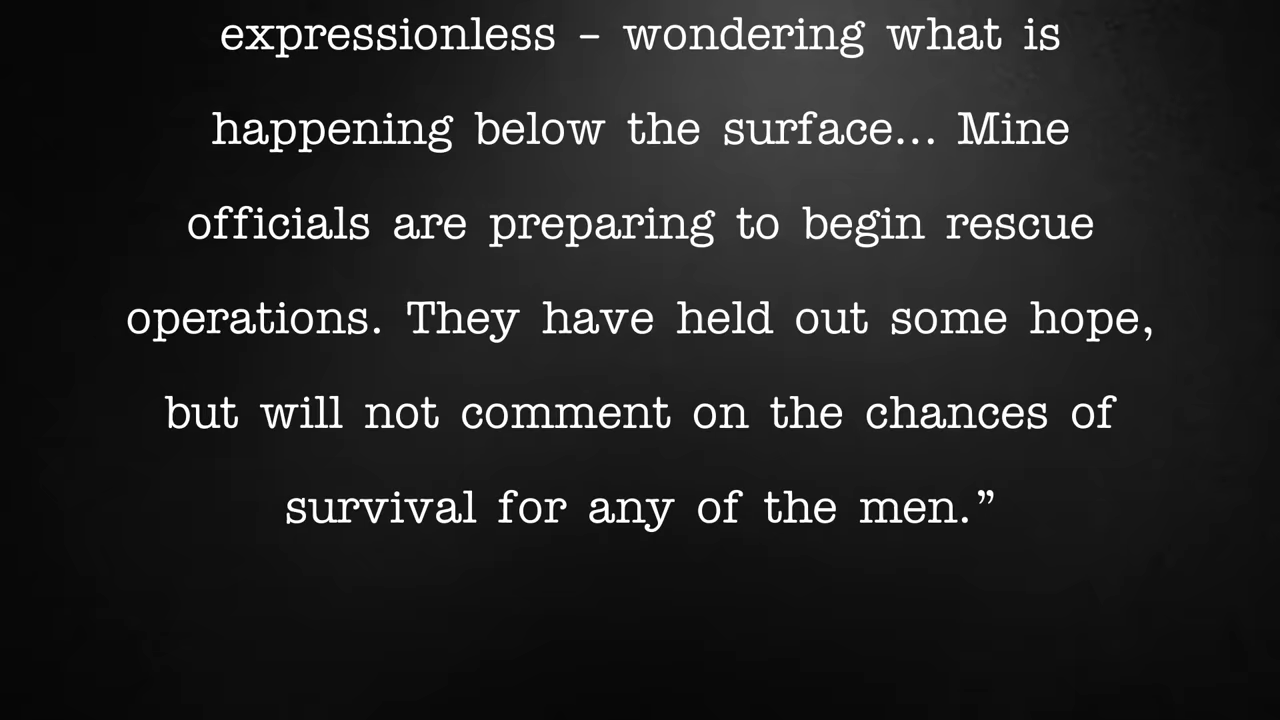 expressionless – wondering what is
happening below the surface... Mine
officials are preparing to begin rescue
operations. They have held out some hope,
but will not comment on the chances of
survival for any of the men.”